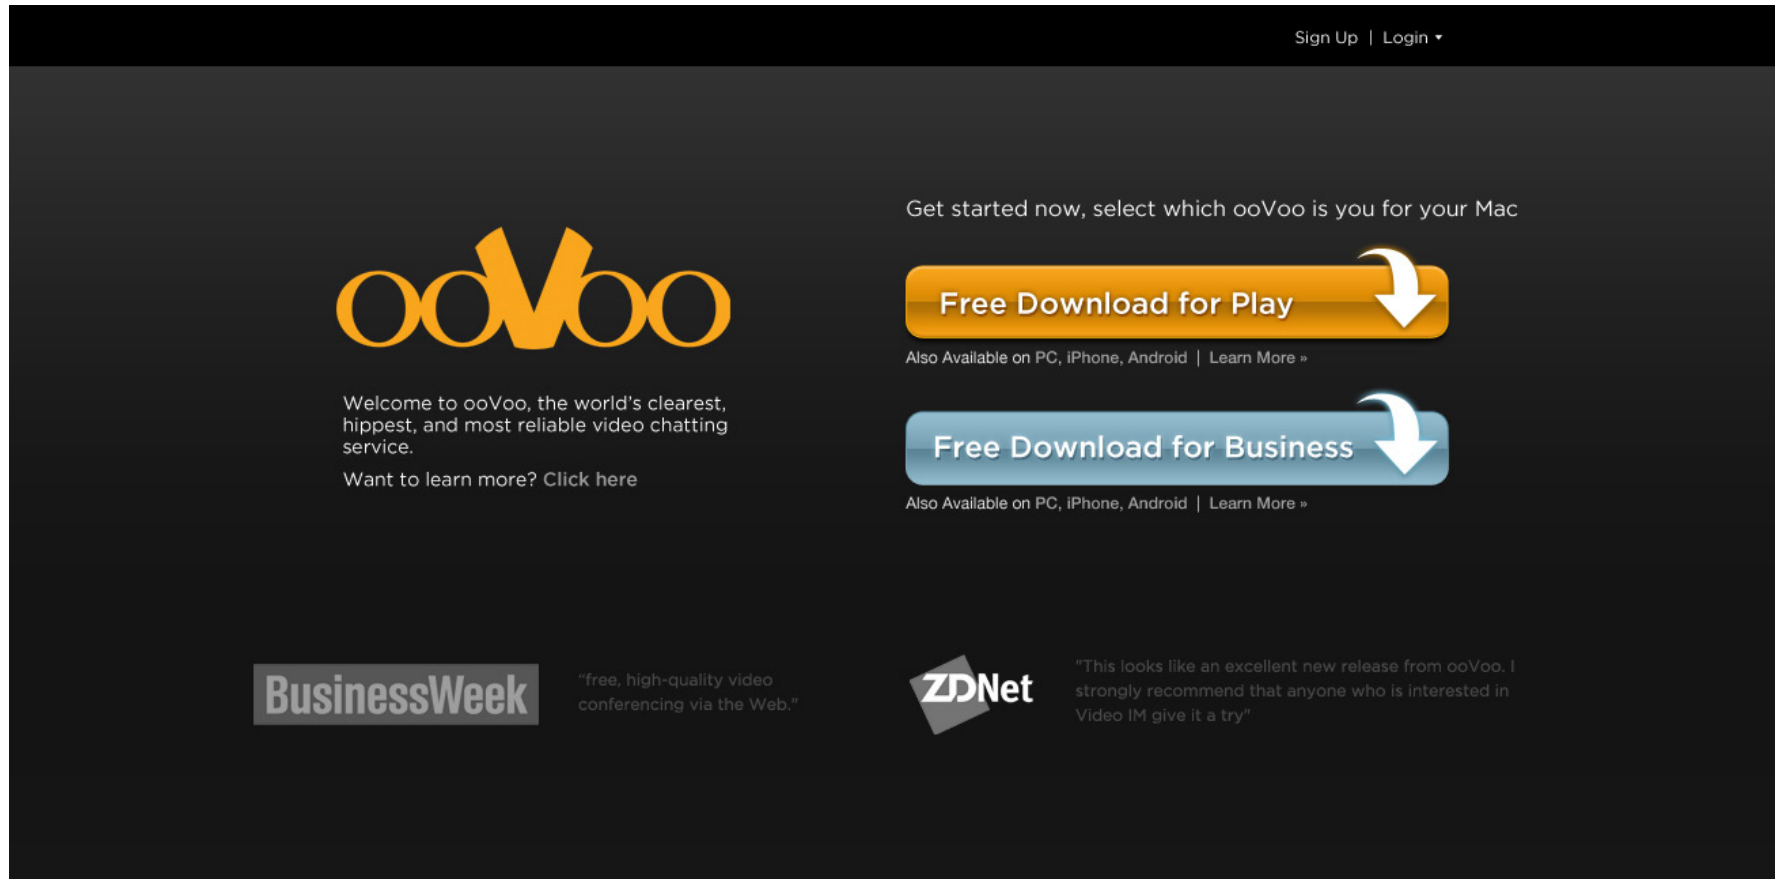 Sign Up | Login ▾
Get started now, select which ooVoo is you for your Mac
ooVoo
Free Download for Play
Also Available on PC, iPhone, Android | Learn More »
Welcome to ooVoo, the world's clearest,
hippest, and most reliable video chatting
service.
Want to learn more? Click here
Free Download for Business
Also Available on PC, iPhone, Android | Learn More »
BusinessWeek
"free, high-quality video
conferencing via the Web."
ZDNet
"This looks like an excellent new release from ooVoo. I
strongly recommend that anyone who is interested in
Video IM give it a try"